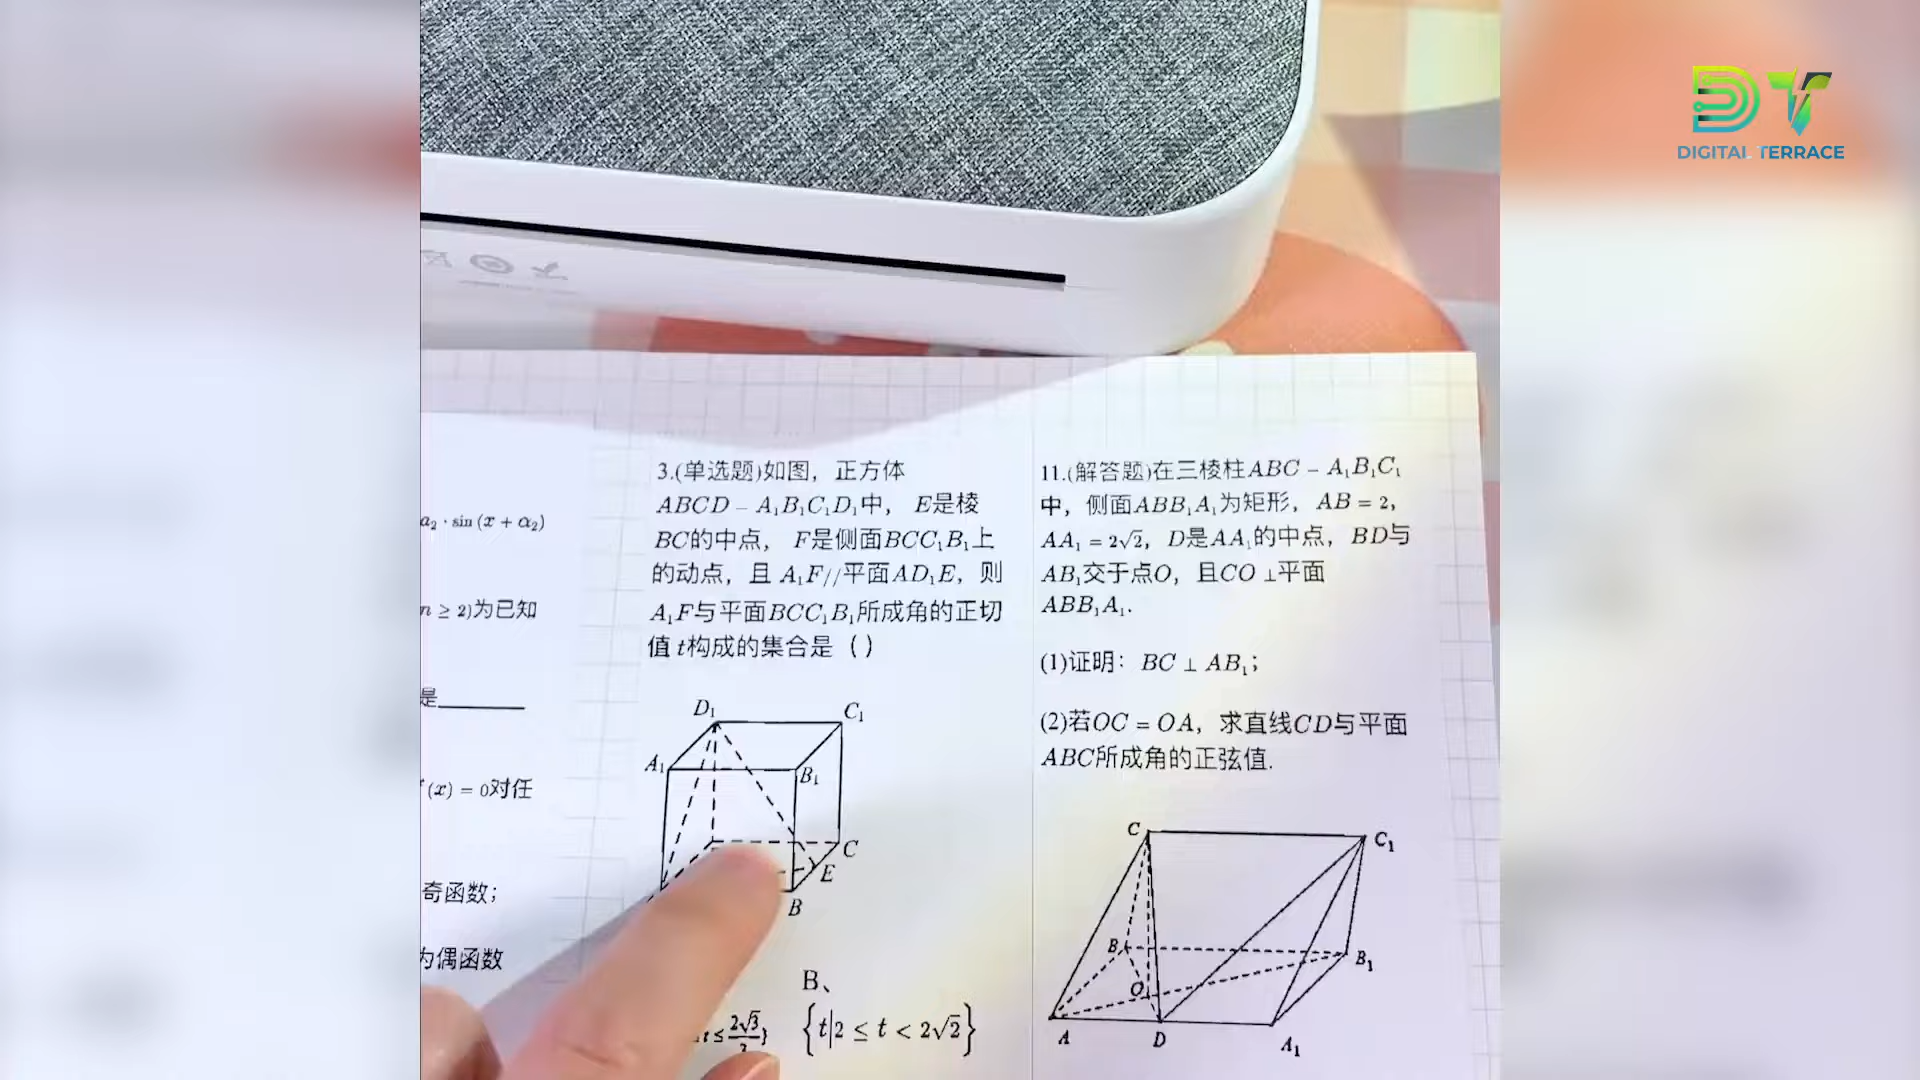 DIGITAL TERRACE
a₂ · sin (x + α₂)
n ≥ 2)为已知
是
(x) = 0对任
奇函数；
为偶函数
3.(单选题)如图，正方体
ABCD − A₁B₁C₁D₁中， E是棱
BC的中点， F是侧面BCC₁B₁上
的动点，且 A₁F//平面AD₁E，则
A₁F与平面BCC₁B₁所成角的正切
值 t构成的集合是（ ）
D₁ C₁
A₁ B₁
C
E
B
B、
t ≤ 2√3/3} {t|2 ≤ t < 2√2}
11.(解答题)在三棱柱ABC − A₁B₁C₁
中，侧面ABB₁A₁为矩形，AB = 2，
AA₁ = 2√2，D是AA₁的中点，BD与
AB₁交于点O，且CO ⊥平面
ABB₁A₁.
(1)证明：BC ⊥ AB₁；
(2)若OC = OA，求直线CD与平面
ABC所成角的正弦值.
C C₁
B B₁
O
A D A₁